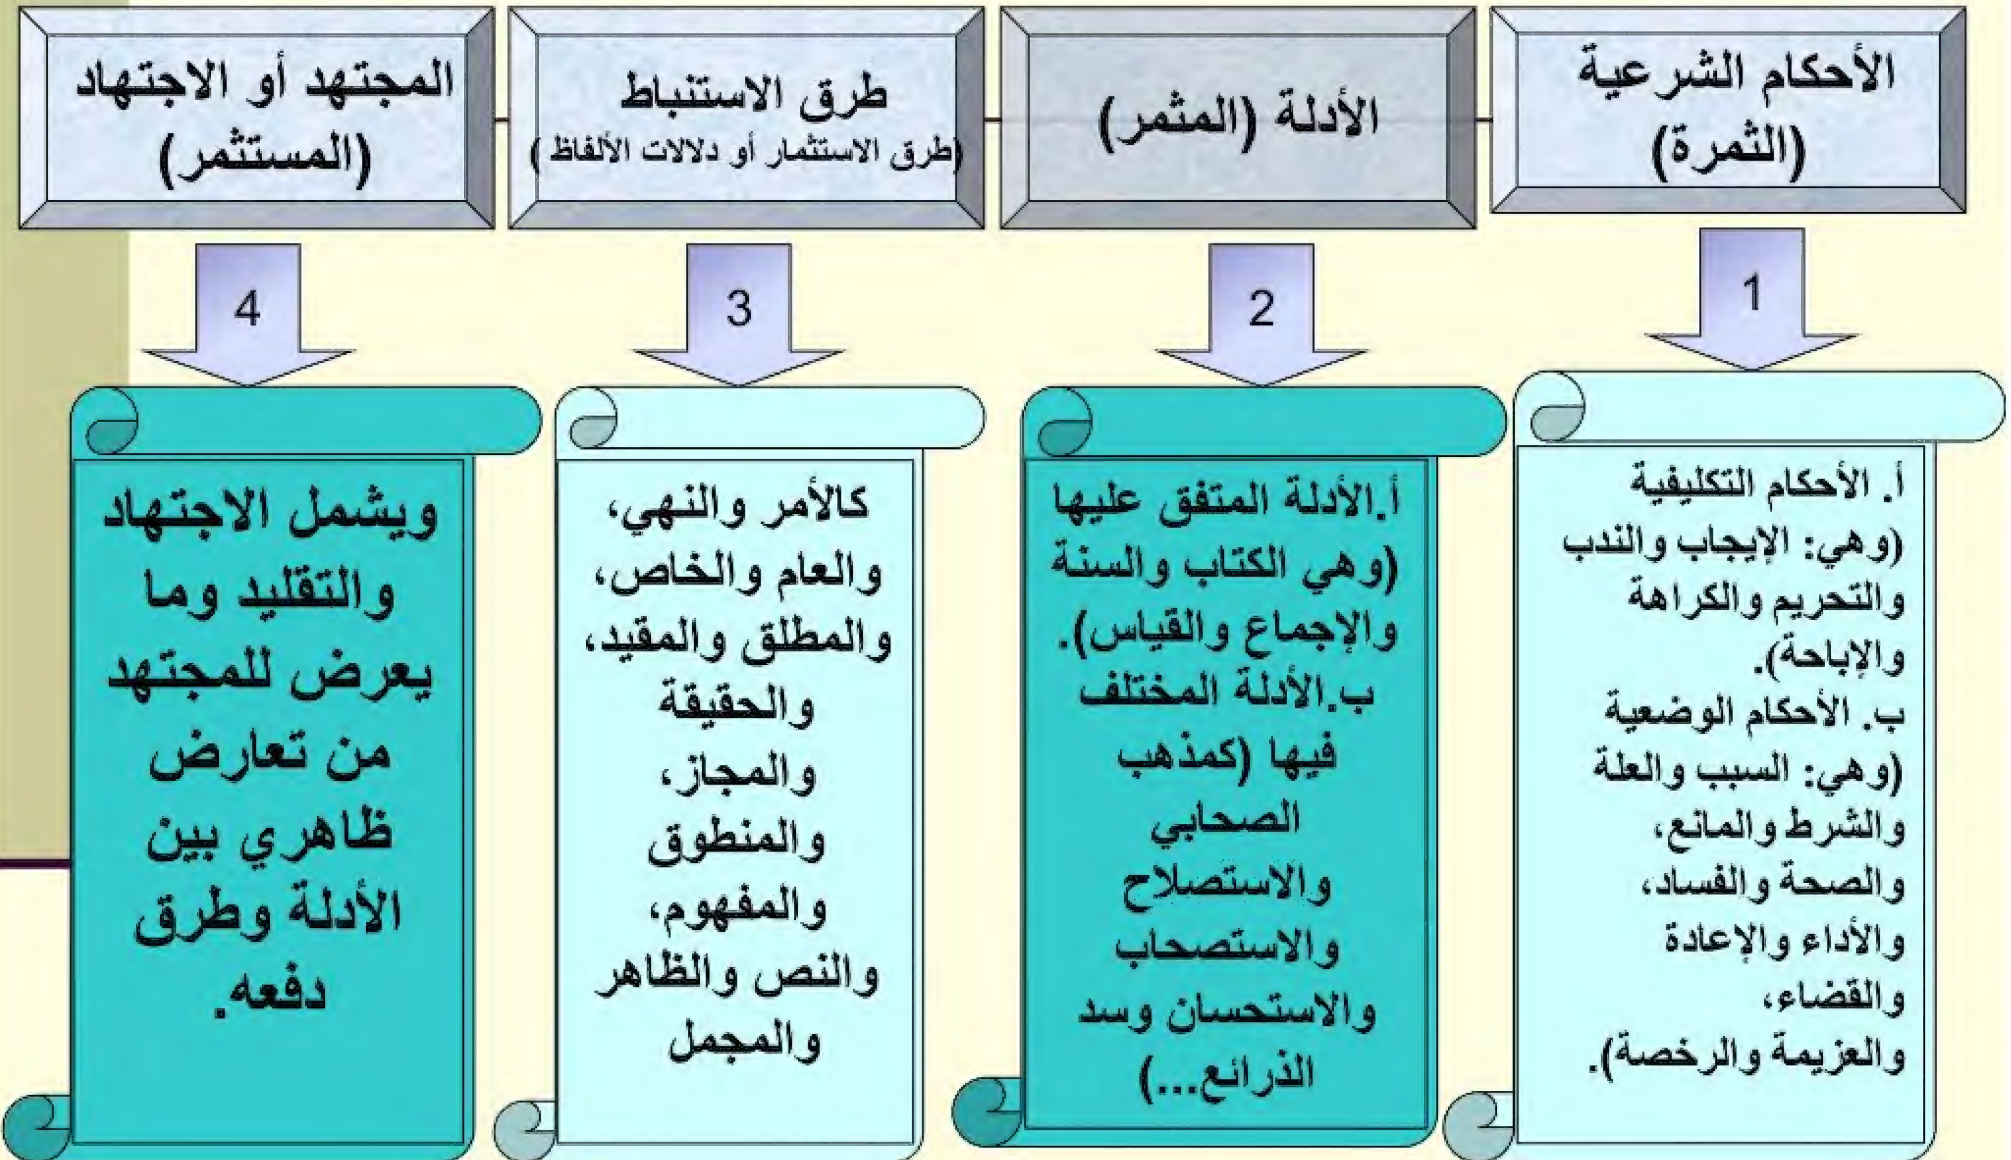 الأحكام الشرعية
(الثمرة)
1
أ. الأحكام التكليفية
(وهي: الإيجاب والندب
والتحريم والكراهة
والإباحة).
ب. الأحكام الوضعية
(وهي: السبب والعلة
والشرط والمانع،
والصحة والفساد،
والأداء والإعادة
والقضاء،
والعزيمة والرخصة).
الأدلة (المثمر)
2
أ.الأدلة المتفق عليها
(وهي الكتاب والسنة
والإجماع والقياس).
ب.الأدلة المختلف
فيها (كمذهب
الصحابي
والاستصلاح
والاستصحاب
والاستحسان وسد
الذرائع...)
طرق الاستنباط
(طرق الاستثمار أو دلالات الألفاظ )
3
كالأمر والنهي،
والعام والخاص،
والمطلق والمقيد،
والحقيقة
والمجاز،
والمنطوق
والمفهوم،
والنص والظاهر
والمجمل
المجتهد أو الاجتهاد
(المستثمر)
4
ويشمل الاجتهاد
والتقليد وما
يعرض للمجتهد
من تعارض
ظاهري بين
الأدلة وطرق
دفعه.